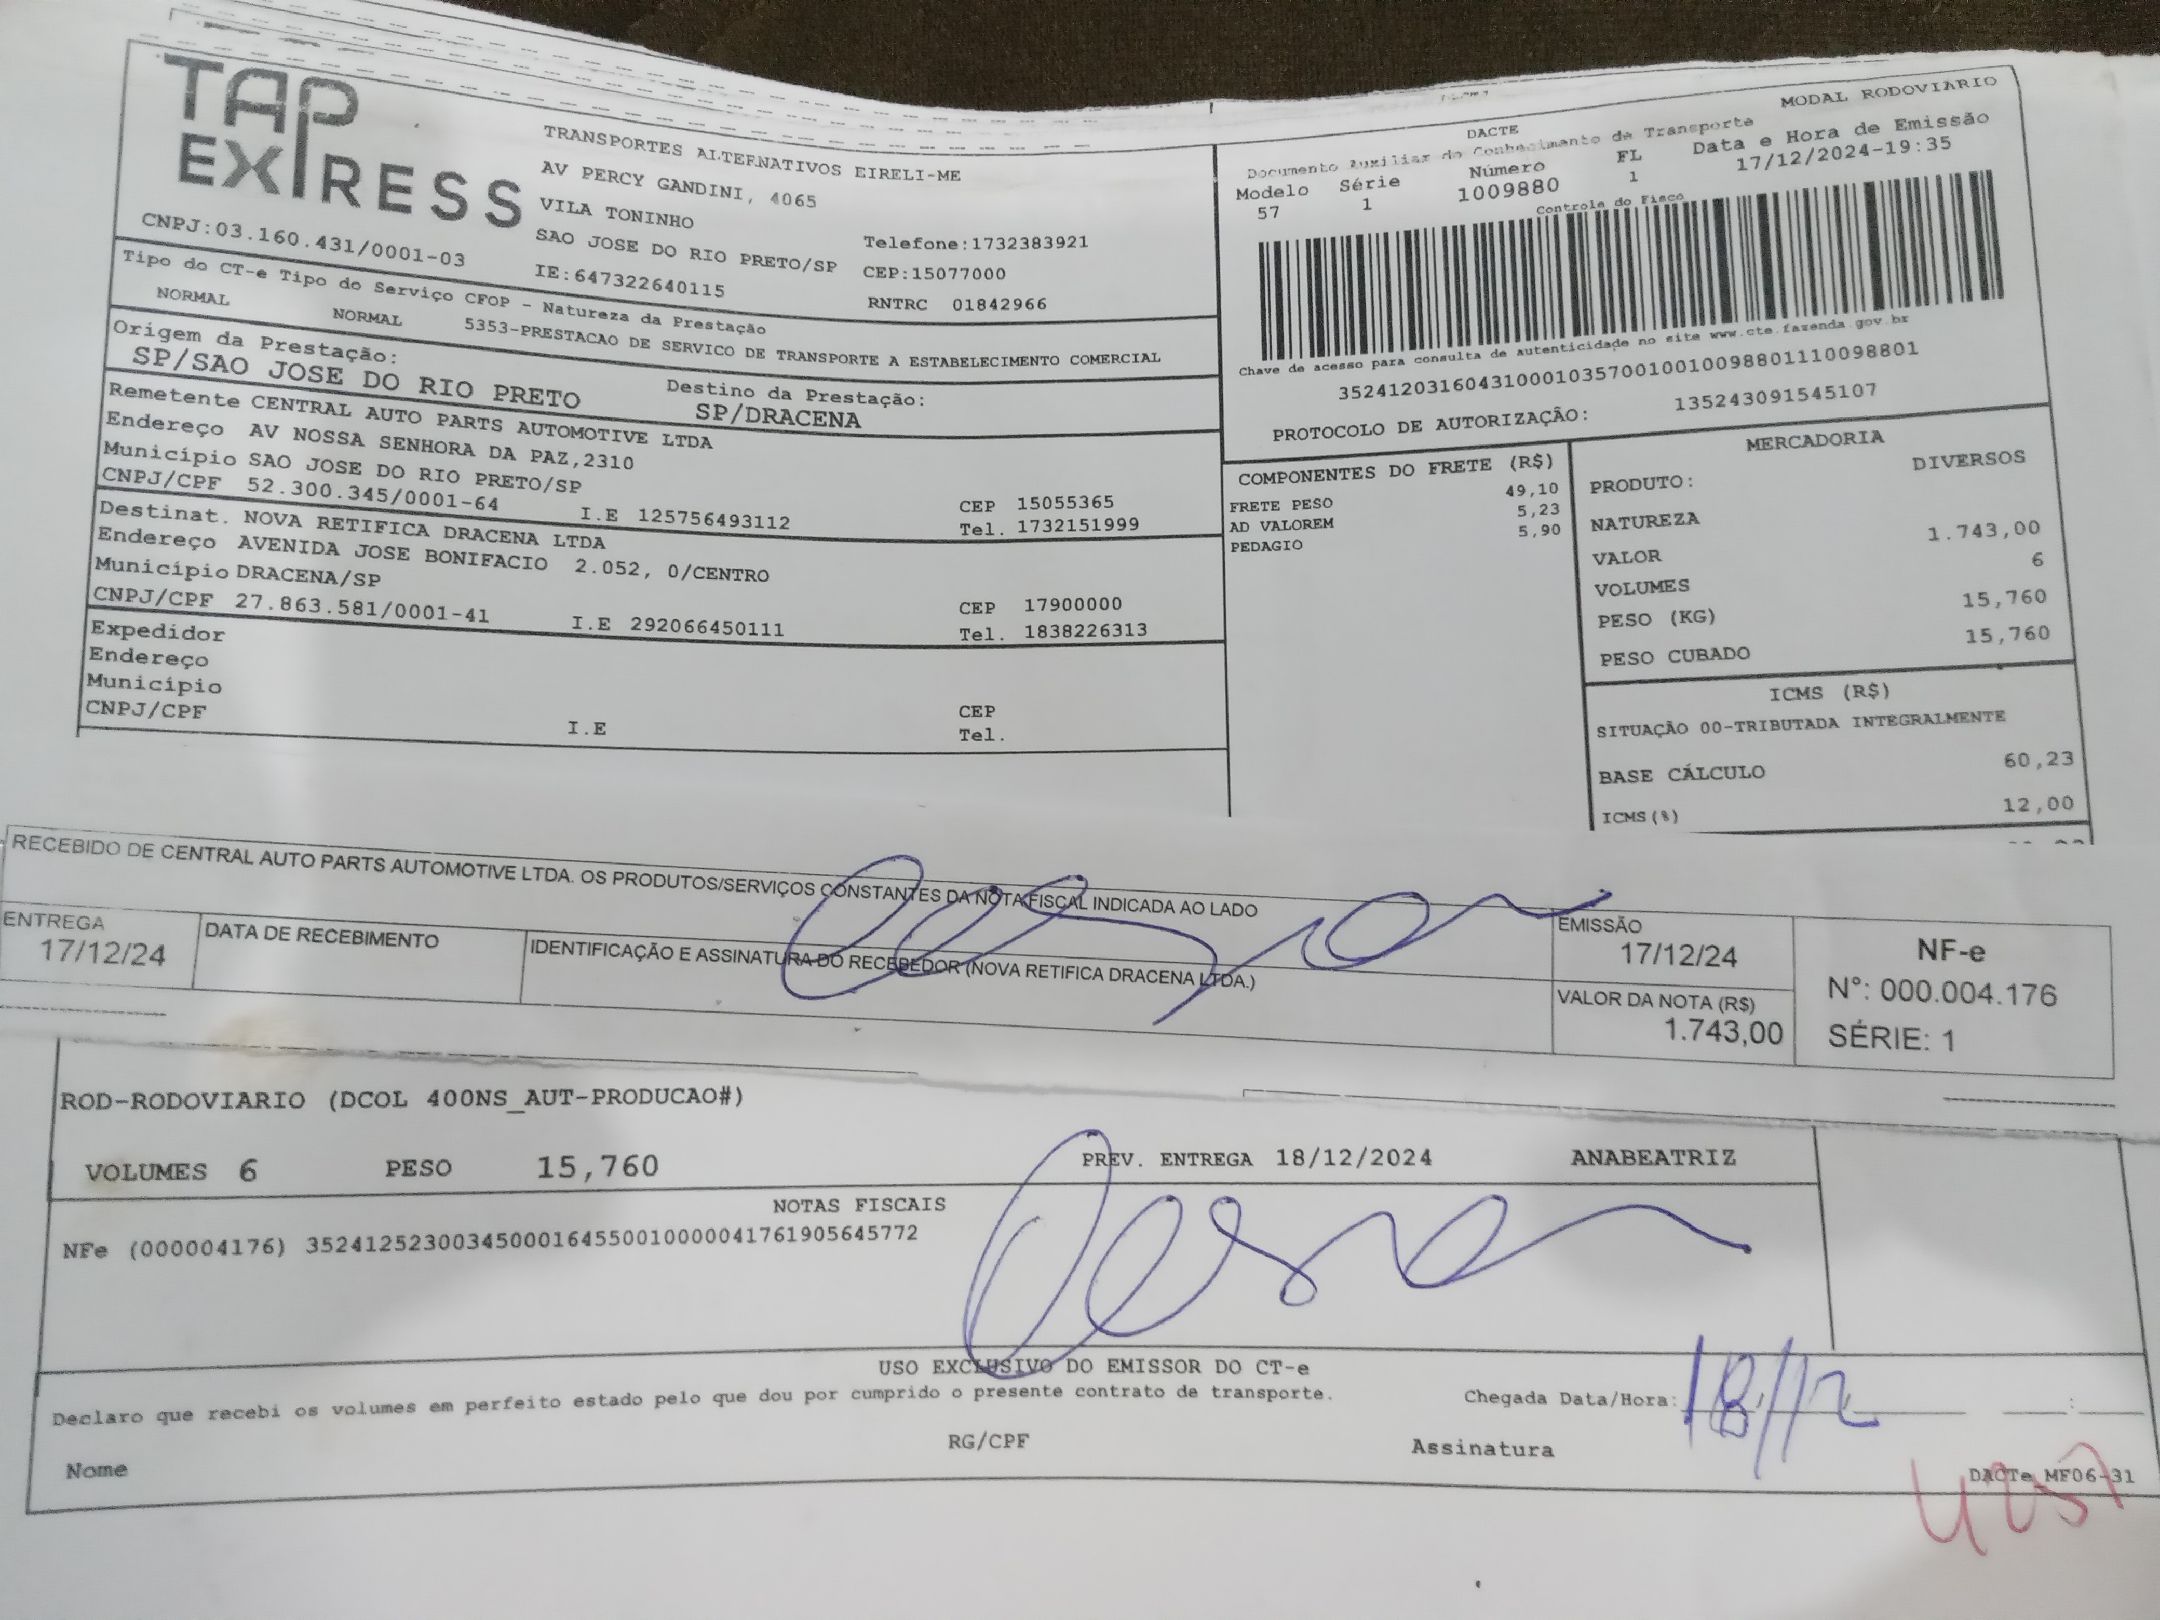 TAP
EXPRESS
CNPJ:03.160.431/0001-03
TRANSPORTES ALTERNATIVOS EIRELI-ME
AV PERCY GANDINI, 4065
VILA TONINHO
SAO JOSE DO RIO PRETO/SP
IE:647322640115
Telefone:1732383921
CEP:15077000
RNTRC 01842966
DACTE
MODAL RODOVIARIO
Documento Auxiliar do Conhecimento de Transporte
Modelo Série Número FL Data e Hora de Emissão
57 1 1009880 1 17/12/2024-19:35
Controle do Fisco
Chave de acesso para consulta de autenticidade no site www.cte.fazenda.gov.br
35241203160431000103570010010098801110098801
PROTOCOLO DE AUTORIZAÇÃO: 135243091545107
Tipo do CT-e Tipo do Serviço CFOP - Natureza da Prestação
NORMAL NORMAL 5353-PRESTACAO DE SERVICO DE TRANSPORTE A ESTABELECIMENTO COMERCIAL
Origem da Prestação: Destino da Prestação:
SP/SAO JOSE DO RIO PRETO SP/DRACENA
Remetente CENTRAL AUTO PARTS AUTOMOTIVE LTDA
Endereço AV NOSSA SENHORA DA PAZ,2310
Município SAO JOSE DO RIO PRETO/SP CEP 15055365
CNPJ/CPF 52.300.345/0001-64 I.E 125756493112 Tel. 1732151999
Destinat. NOVA RETIFICA DRACENA LTDA
Endereço AVENIDA JOSE BONIFACIO 2.052, 0/CENTRO
Município DRACENA/SP CEP 17900000
CNPJ/CPF 27.863.581/0001-41 I.E 292066450111 Tel. 1838226313
Expedidor
Endereço
Município CEP
CNPJ/CPF I.E Tel.
COMPONENTES DO FRETE (R$)
FRETE PESO 49,10
AD VALOREM 5,23
PEDAGIO 5,90
MERCADORIA
PRODUTO: DIVERSOS
NATUREZA
VALOR 1.743,00
VOLUMES 6
PESO (KG) 15,760
PESO CUBADO 15,760
ICMS (R$)
SITUAÇÃO 00-TRIBUTADA INTEGRALMENTE
BASE CÁLCULO 60,23
ICMS(%) 12,00
RECEBIDO DE CENTRAL AUTO PARTS AUTOMOTIVE LTDA. OS PRODUTOS/SERVIÇOS CONSTANTES DA NOTA FISCAL INDICADA AO LADO
ENTREGA
17/12/24
DATA DE RECEBIMENTO
IDENTIFICAÇÃO E ASSINATURA DO RECEBEDOR (NOVA RETIFICA DRACENA LTDA.)
EMISSÃO
17/12/24
VALOR DA NOTA (R$)
1.743,00
NF-e
Nº: 000.004.176
SÉRIE: 1
ROD-RODOVIARIO (DCOL 400NS_AUT-PRODUCAO#)
VOLUMES 6 PESO 15,760 PREV. ENTREGA 18/12/2024 ANABEATRIZ
NOTAS FISCAIS
NFe (000004176) 35241252300345000164550010000041761905645772
USO EXCLUSIVO DO EMISSOR DO CT-e
Declaro que recebi os volumes em perfeito estado pelo que dou por cumprido o presente contrato de transporte.
Chegada Data/Hora: 18/12
Nome RG/CPF Assinatura
DACTe MF06-31